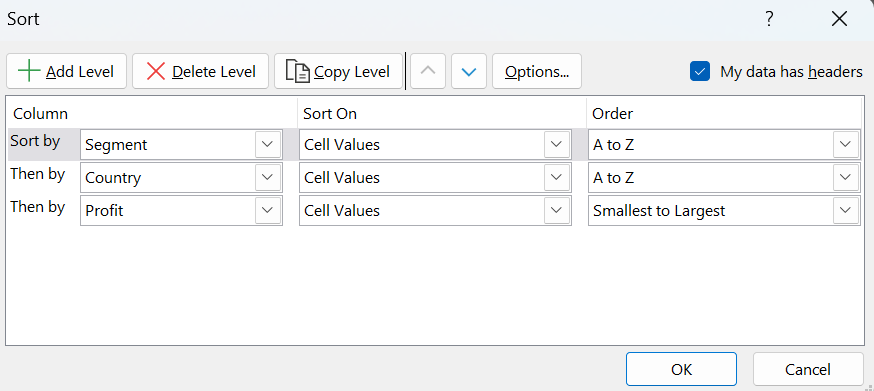 Sort ?
Add Level Delete Level Copy Level Options... My data has headers
Column Sort On Order
Sort by Segment Cell Values A to Z
Then by Country Cell Values A to Z
Then by Profit Cell Values Smallest to Largest
OK Cancel